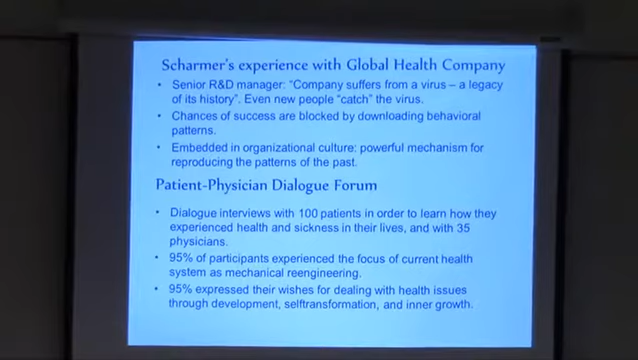 Scharmer's experience with Global Health Company
• Senior R&D manager: "Company suffers from a virus – a legacy
of its history". Even new people "catch" the virus.
• Chances of success are blocked by downloading behavioral
patterns.
• Embedded in organizational culture: powerful mechanism for
reproducing the patterns of the past.
Patient-Physician Dialogue Forum
• Dialogue interviews with 100 patients in order to learn how they
experienced health and sickness in their lives, and with 35
physicians.
• 95% of participants experienced the focus of current health
system as mechanical reengineering.
• 95% expressed their wishes for dealing with health issues
through development, selftransformation, and inner growth.